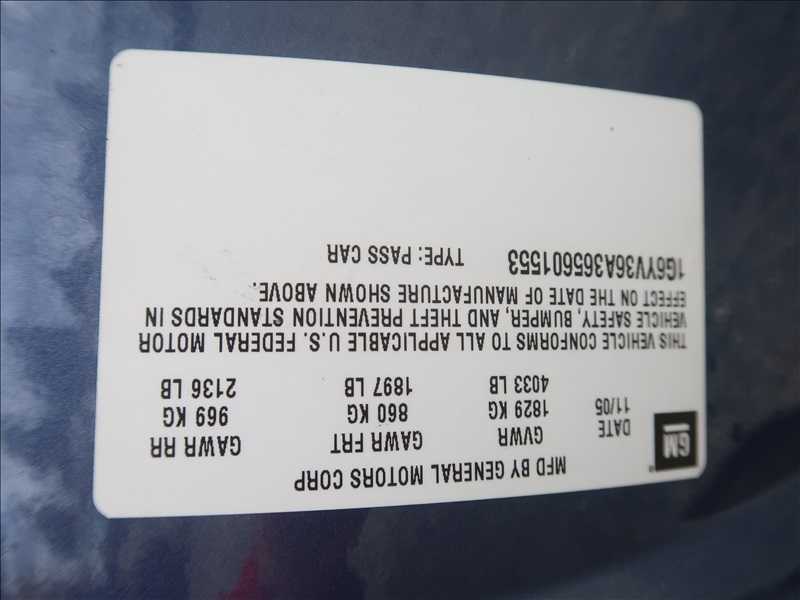 GM
MFD BY GENERAL MOTORS CORP
DATE GVWR GAWR FRT GAWR RR
11/05 1829 KG 860 KG 969 KG
4033 LB 1897 LB 2136 LB
THIS VEHICLE CONFORMS TO ALL APPLICABLE U.S. FEDERAL MOTOR
VEHICLE SAFETY, BUMPER, AND THEFT PREVENTION STANDARDS IN
EFFECT ON THE DATE OF MANUFACTURE SHOWN ABOVE.
1G6YV36A365601553 TYPE: PASS CAR